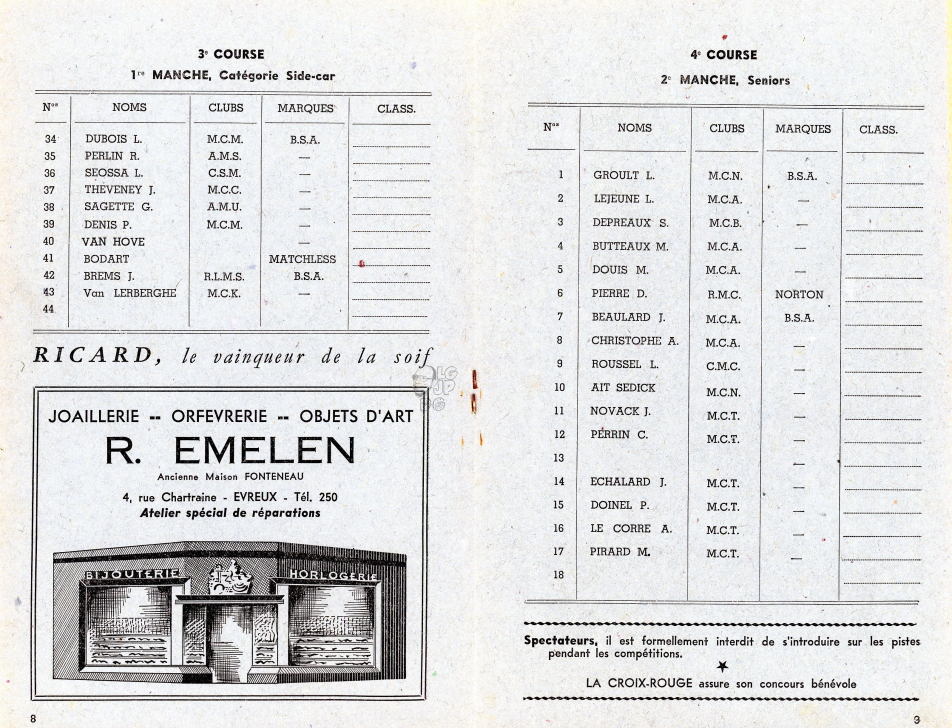 3e COURSE
1re MANCHE, Catégorie Side-car
Nos NOMS CLUBS MARQUES CLASS.
34 DUBOIS L. M.C.M. B.S.A.
35 PERLIN R. A.M.S. —
36 SEOSSA L. C.S.M. —
37 THEVENEY J. M.C.C. —
38 SAGETTE G. A.M.U. —
39 DENIS P. M.C.M. —
40 VAN HOVE —
41 BODART MATCHLESS
42 BREMS J. R.L.M.S. B.S.A.
43 Van LERBERGHE M.C.K. —
44
RICARD, le vainqueur de la soif
JOAILLERIE -- ORFEVRERIE -- OBJETS D'ART
R. EMELEN
Ancienne Maison FONTENEAU
4, rue Chartraine - EVREUX - Tél. 250
Atelier spécial de réparations
BIJOUTERIE HORLOGERIE
8
4e COURSE
2e MANCHE, Seniors
Nos NOMS CLUBS MARQUES CLASS.
1 GROULT L. M.C.N. B.S.A.
2 LEJEUNE L. M.C.A. —
3 DEPREAUX S. M.C.B. —
4 BUTTEAUX M. M.C.A. —
5 DOUIS M. M.C.A. —
6 PIERRE D. R.M.C. NORTON
7 BEAULARD J. M.C.A. B.S.A.
8 CHRISTOPHE A. M.C.A. —
9 ROUSSEL L. C.M.C. —
10 AIT SEDICK M.C.N. —
11 NOVACK J. M.C.T. —
12 PERRIN C. M.C.T. —
13 —
14 ECHALARD J. M.C.T. —
15 DOINEL P. M.C.T. —
16 LE CORRE A. M.C.T. —
17 PIRARD M. M.C.T. —
18
Spectateurs, il est formellement interdit de s'introduire sur les pistes
pendant les compétitions.
LA CROIX-ROUGE assure son concours bénévole
9